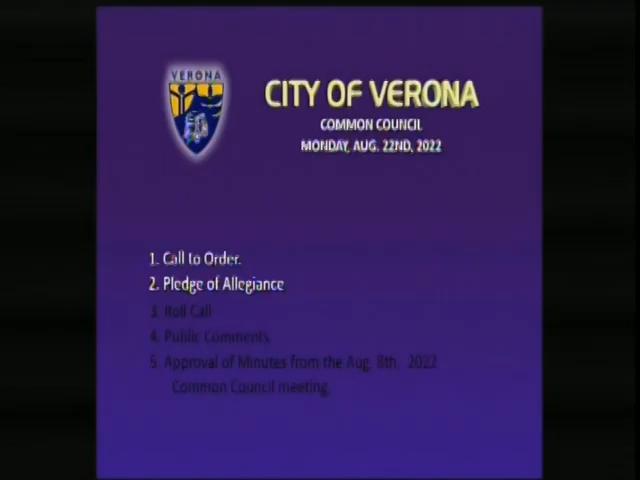 VERONA
CITY OF VERONA
COMMON COUNCIL
MONDAY, AUG. 22ND, 2022
1. Call to Order.
2. Pledge of Allegiance
3. Roll Call
4. Public Comments
5. Approval of Minutes from the Aug. 8th, 2022
Common Council meeting.